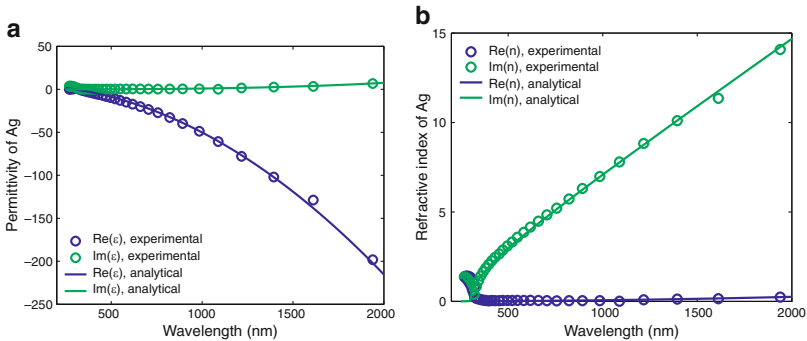 a
50
0
−50
−100
−150
−200
−250
Permittivity of Ag
Re(ε), experimental
Im(ε), experimental
Re(ε), analytical
Im(ε), analytical
500
1000
1500
2000
Wavelength (nm)
b
15
10
5
0
Refractive index of Ag
Re(n), experimental
Im(n), experimental
Re(n), analytical
Im(n), analytical
500
1000
1500
2000
Wavelength (nm)